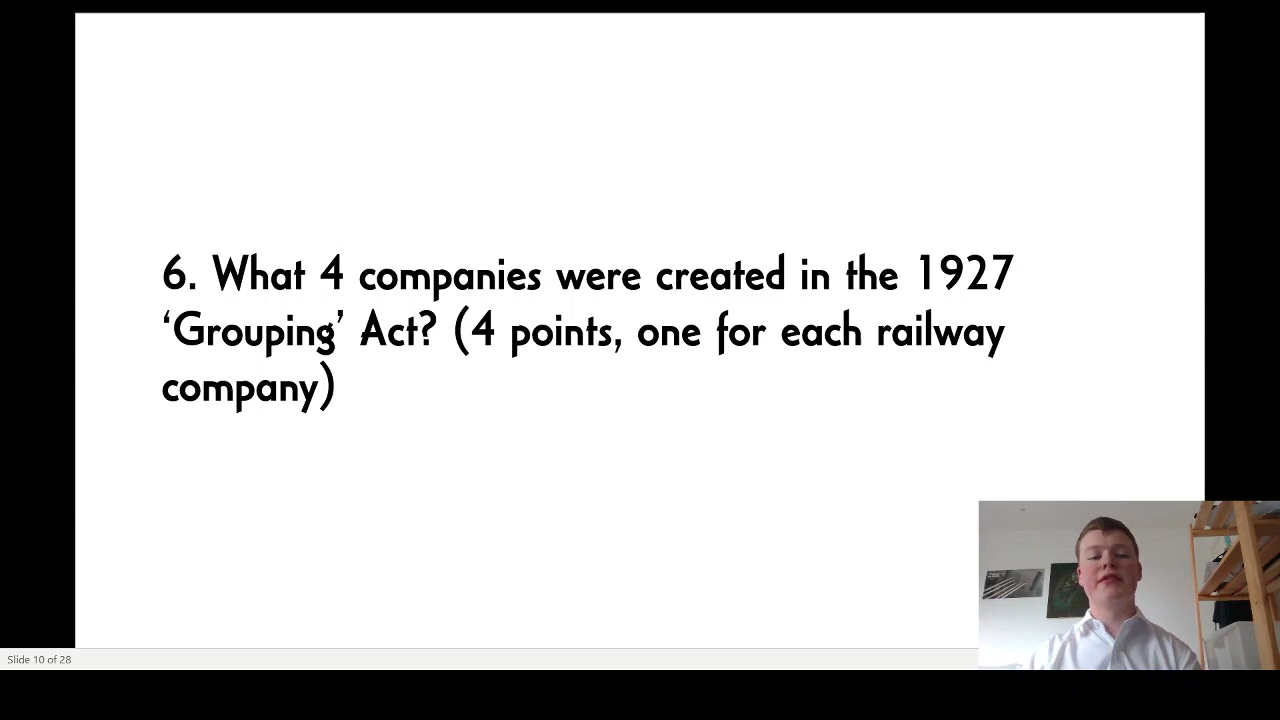 6. What 4 companies were created in the 1927
‘Grouping’ Act? (4 points, one for each railway
company)
Slide 10 of 28